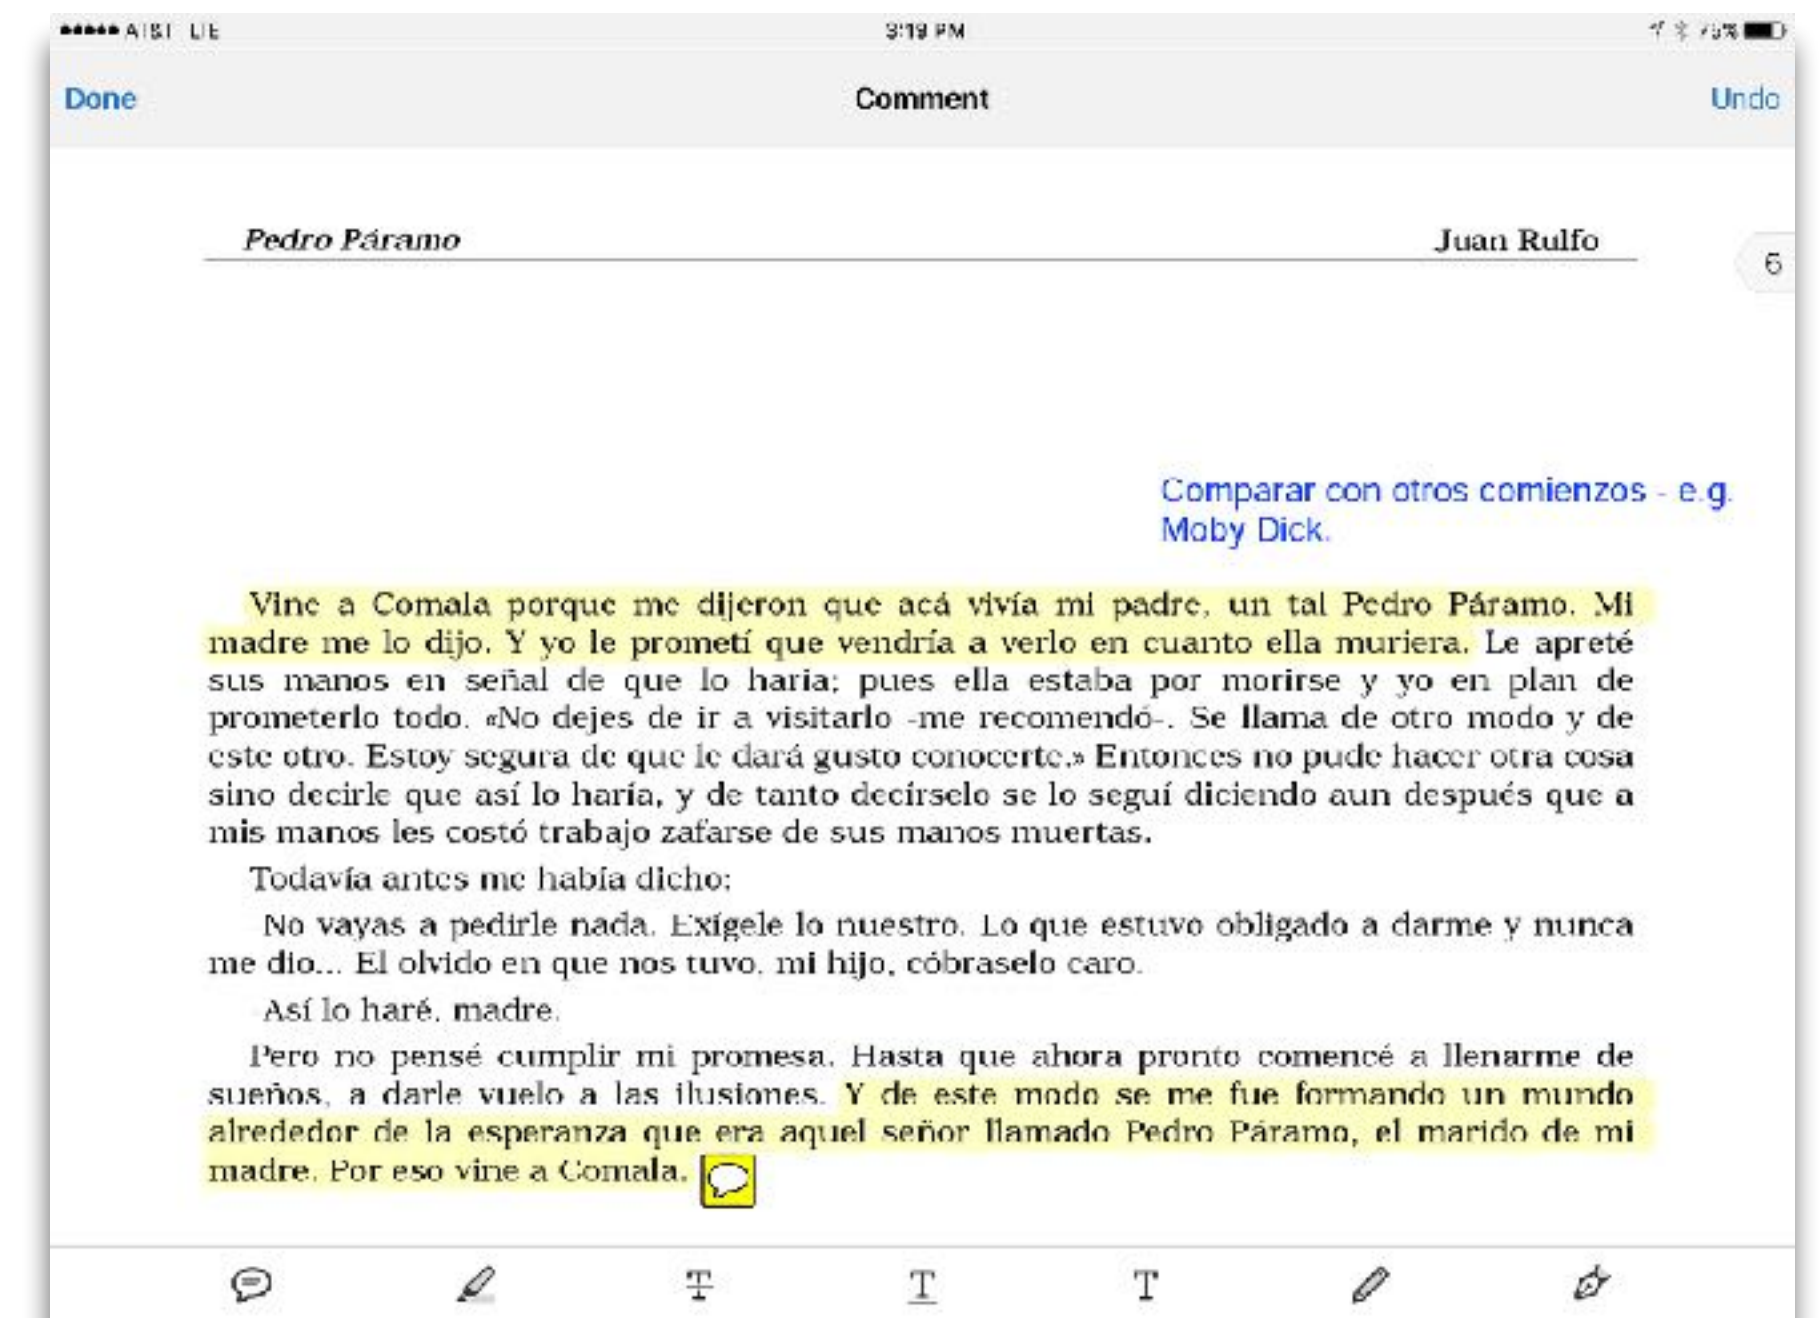 AT&T LTE 3:19 PM 75%
Done Comment Undo
Pedro Páramo Juan Rulfo
6
Comparar con otros comienzos - e.g.
Moby Dick.
Vine a Comala porque me dijeron que acá vivía mi padre, un tal Pedro Páramo. Mi
madre me lo dijo. Y yo le prometí que vendría a verlo en cuanto ella muriera. Le apreté
sus manos en señal de que lo haria; pues ella estaba por morirse y yo en plan de
prometerlo todo. «No dejes de ir a visitarlo -me recomendó-. Se llama de otro modo y de
este otro. Estoy segura de que le dará gusto conocerte.» Entonces no pude hacer otra cosa
sino decirle que así lo haría, y de tanto decírselo se lo seguí diciendo aun después que a
mis manos les costó trabajo zafarse de sus manos muertas.
Todavía antes me había dicho:
No vayas a pedirle nada. Exígele lo nuestro. Lo que estuvo obligado a darme y nunca
me dio... El olvido en que nos tuvo, mi hijo, cóbraselo caro.
Así lo haré, madre.
Pero no pensé cumplir mi promesa. Hasta que ahora pronto comencé a llenarme de
sueños, a darle vuelo a las ilusiones. Y de este modo se me fue formando un mundo
alrededor de la esperanza que era aquel señor llamado Pedro Páramo, el marido de mi
madre. Por eso vine a Comala.
T T T